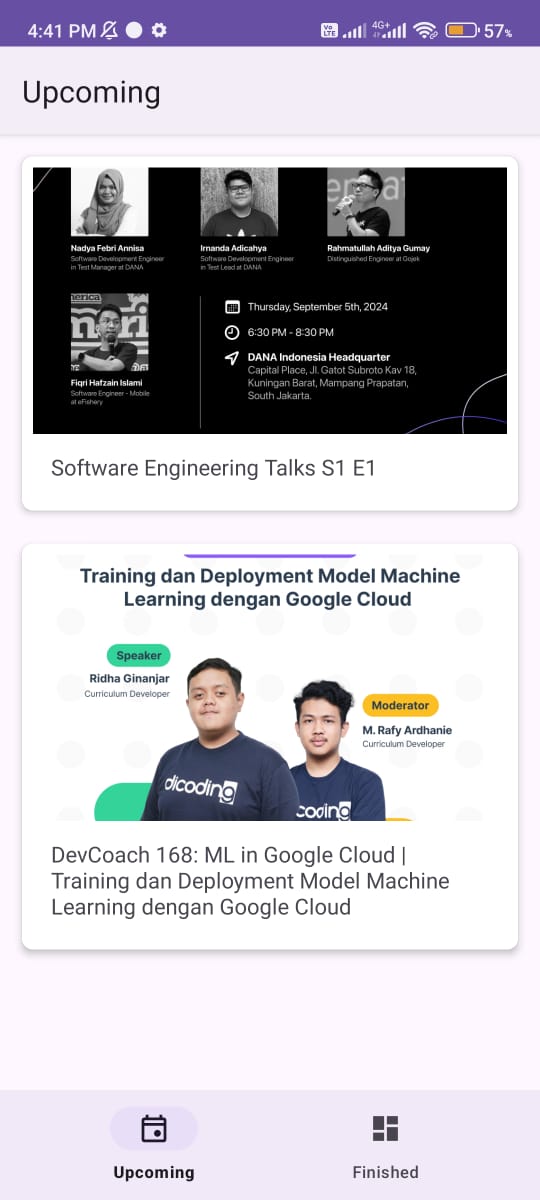 4:41 PM
Vo
LTE
4G+
57%
Upcoming
Nadya Febri Annisa
Software Development Engineer
in Test Manager at DANA
Irnanda Adicahya
Software Development Engineer
in Test Lead at DANA
Rahmatullah Aditya Gumay
Distinguished Engineer at Gojek
Fiqri Hafzain Islami
Software Engineer - Mobile
at eFishery
Thursday, September 5th, 2024
6:30 PM - 8:30 PM
DANA Indonesia Headquarter
Capital Place, Jl. Gatot Subroto Kav 18,
Kuningan Barat, Mampang Prapatan,
South Jakarta.
Software Engineering Talks S1 E1
Training dan Deployment Model Machine
Learning dengan Google Cloud
Speaker
Ridha Ginanjar
Curriculum Developer
Moderator
M. Rafy Ardhanie
Curriculum Developer
dicoding
coding
DevCoach 168: ML in Google Cloud |
Training dan Deployment Model Machine
Learning dengan Google Cloud
Upcoming
Finished